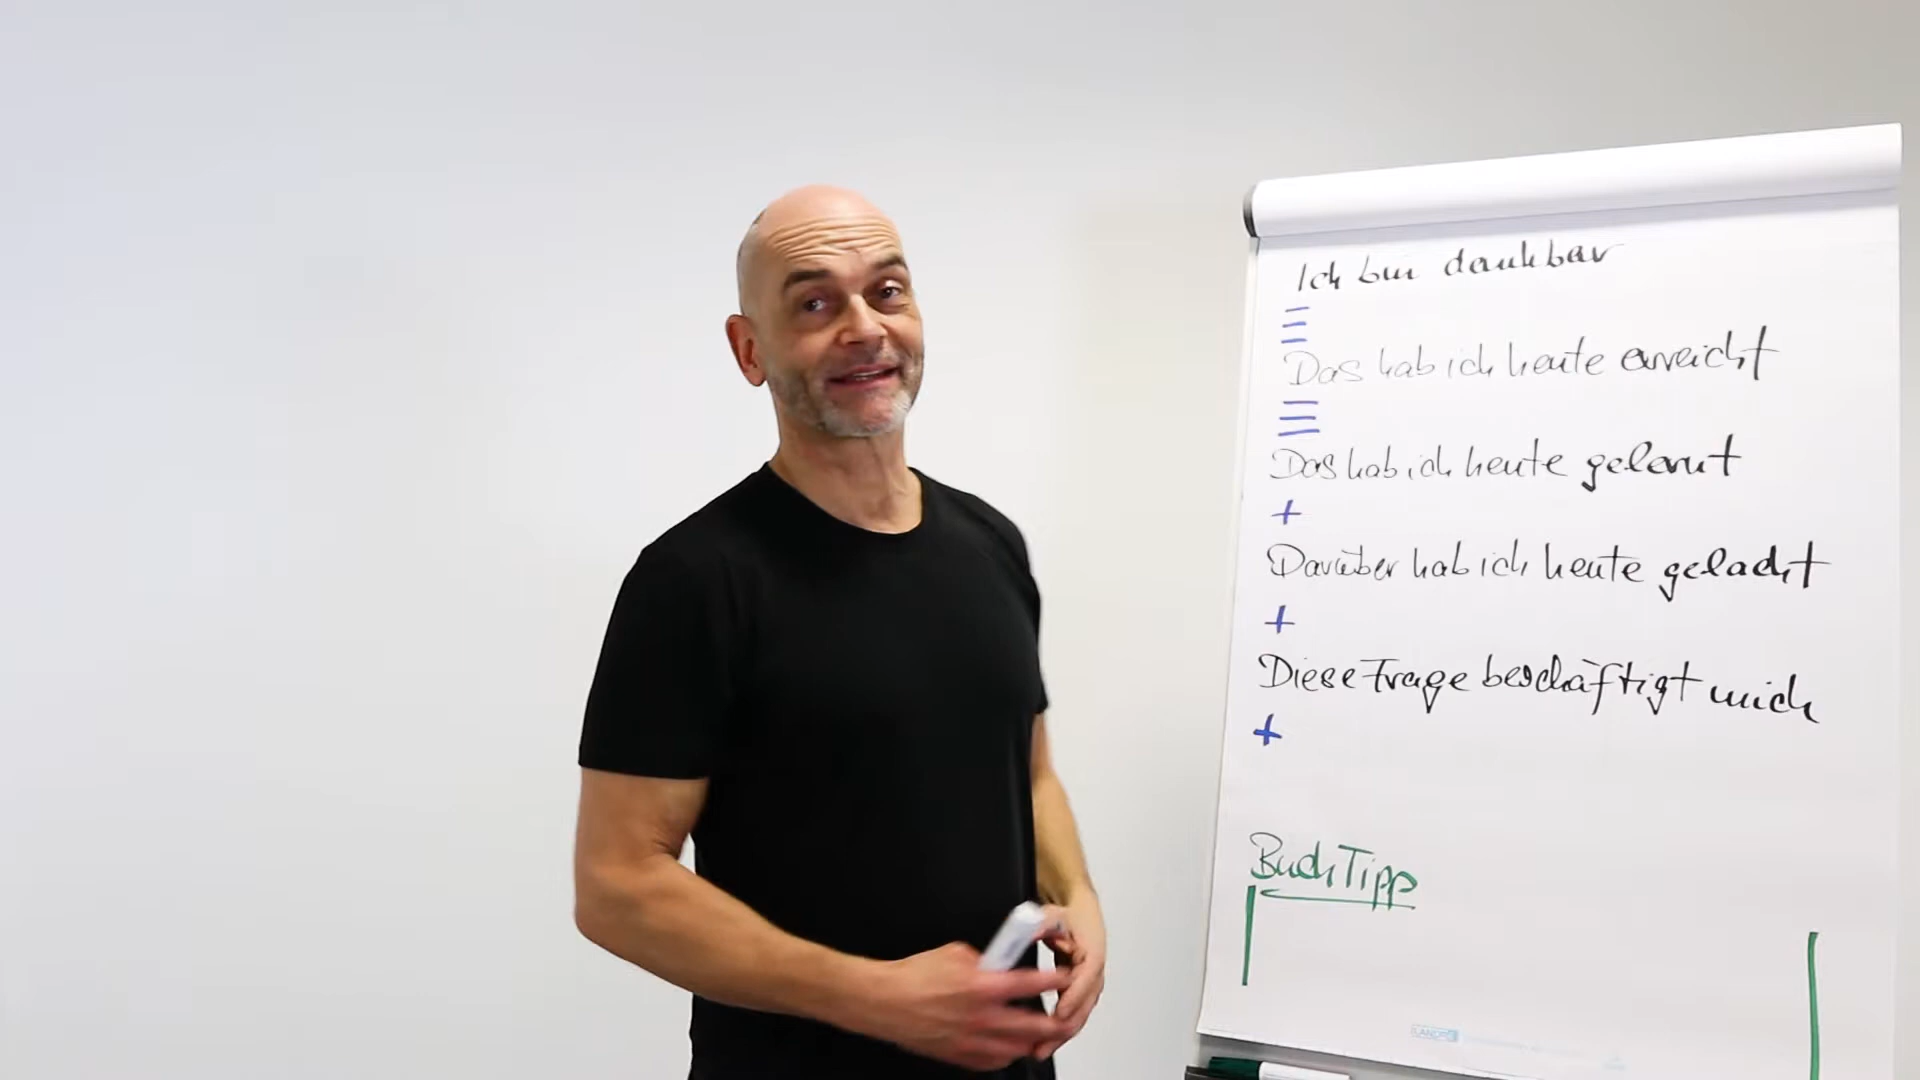 Ich bin dankbar
Das hab ich heute erreicht
Das hab ich heute gelernt
+
Darüber hab ich heute gelacht
+
Diese Frage beschäftigt mich
+
BuchTipp